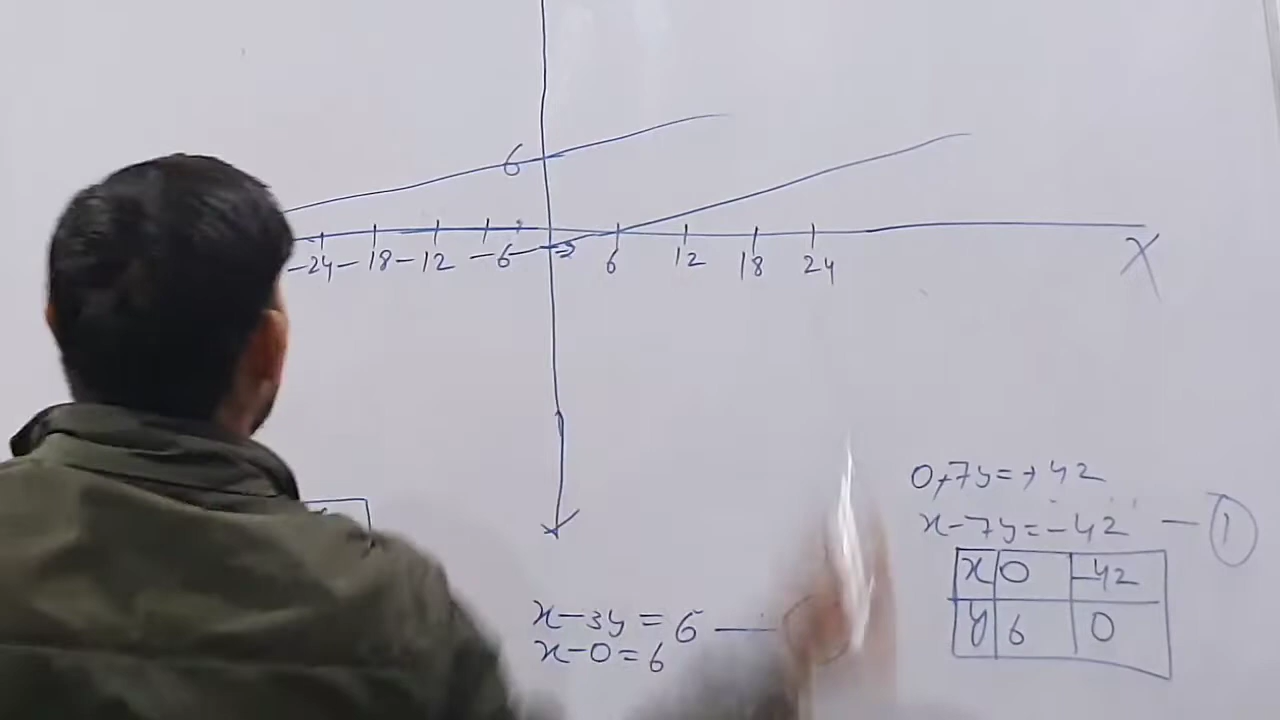 6
-24 -18 -12 -6 6 12 18 24
X
0,-7y=+42
x-7y=-42 — 1
x 0 -42
y 6 0
x-3y = 6 —
x-0=6